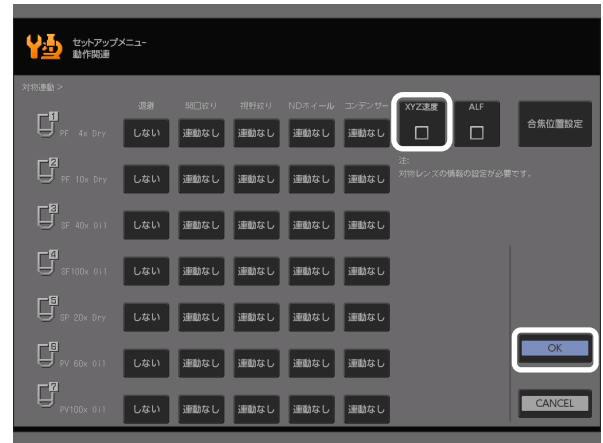 セットアップメニュー
動作関連
対物連動 >
退避 開口絞り 視野絞り NDホイール コンデンサー XYZ速度 ALF
合焦位置設定
1 PF 4x Dry しない 連動なし 連動なし 連動なし 連動なし
注:
対物レンズの情報の設定が必要です。
2 PF 10x Dry しない 連動なし 連動なし 連動なし 連動なし
3 SF 40x Oil しない 連動なし 連動なし 連動なし 連動なし
4 SF100x Oil しない 連動なし 連動なし 連動なし 連動なし
5 SP 20x Dry しない 連動なし 連動なし 連動なし 連動なし
6 PV 60x Oil しない 連動なし 連動なし 連動なし 連動なし
OK
7 PV100x Oil しない 連動なし 連動なし 連動なし 連動なし
CANCEL